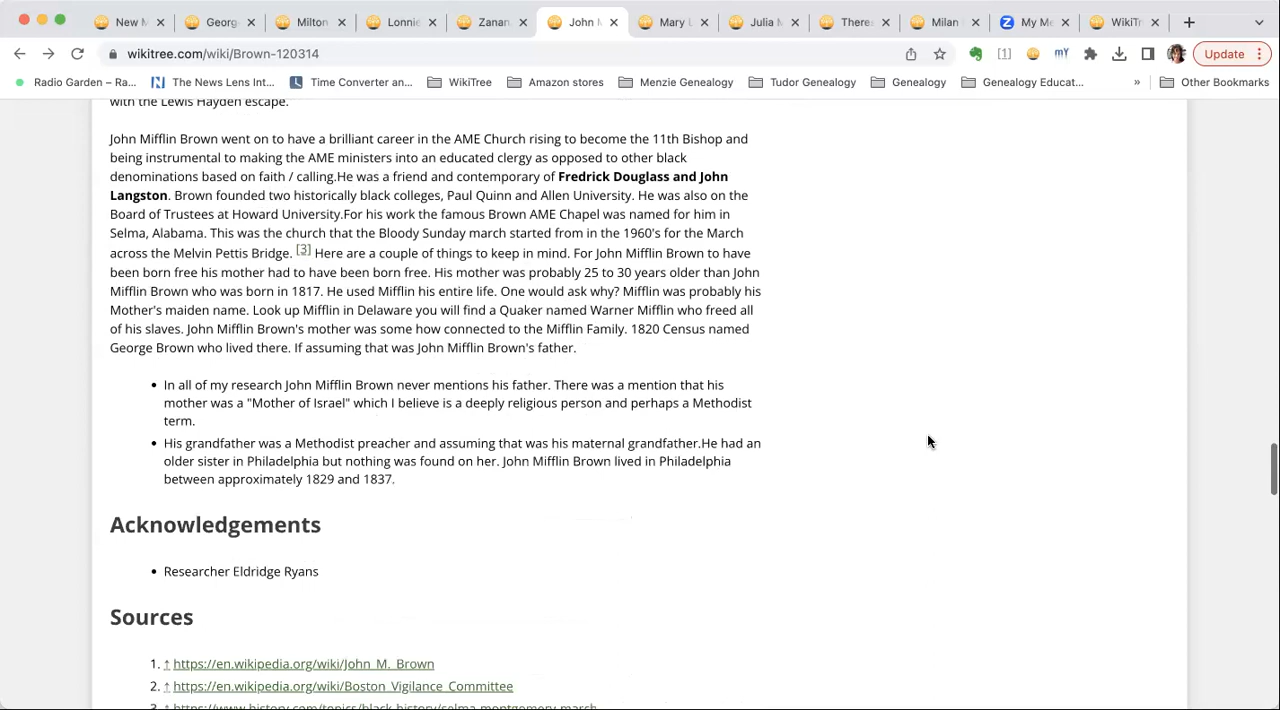 New M
Georg
Milton
Lonnie
Zanan
John M
Mary L
Julia M
Theres
Milan
Z My Me
WikiTr
wikitree.com/wiki/Brown-120314
[1]
mY
Update
Radio Garden – Ra...
N The News Lens Int...
Time Converter an...
WikiTree
Amazon stores
Menzie Genealogy
Tudor Genealogy
Genealogy
Genealogy Educat...
»
Other Bookmarks
with the Lewis Hayden escape.
John Mifflin Brown went on to have a brilliant career in the AME Church rising to become the 11th Bishop and
being instrumental to making the AME ministers into an educated clergy as opposed to other black
denominations based on faith / calling.He was a friend and contemporary of Fredrick Douglass and John
Langston. Brown founded two historically black colleges, Paul Quinn and Allen University. He was also on the
Board of Trustees at Howard University.For his work the famous Brown AME Chapel was named for him in
Selma, Alabama. This was the church that the Bloody Sunday march started from in the 1960's for the March
across the Melvin Pettis Bridge. [3] Here are a couple of things to keep in mind. For John Mifflin Brown to have
been born free his mother had to have been born free. His mother was probably 25 to 30 years older than John
Mifflin Brown who was born in 1817. He used Mifflin his entire life. One would ask why? Mifflin was probably his
Mother's maiden name. Look up Mifflin in Delaware you will find a Quaker named Warner Mifflin who freed all
of his slaves. John Mifflin Brown's mother was some how connected to the Mifflin Family. 1820 Census named
George Brown who lived there. If assuming that was John Mifflin Brown's father.
• In all of my research John Mifflin Brown never mentions his father. There was a mention that his
mother was a "Mother of Israel" which I believe is a deeply religious person and perhaps a Methodist
term.
• His grandfather was a Methodist preacher and assuming that was his maternal grandfather.He had an
older sister in Philadelphia but nothing was found on her. John Mifflin Brown lived in Philadelphia
between approximately 1829 and 1837.
Acknowledgements
• Researcher Eldridge Ryans
Sources
1. ↑ https://en.wikipedia.org/wiki/John_M._Brown
2. ↑ https://en.wikipedia.org/wiki/Boston_Vigilance_Committee
3. ↑ https://www.history.com/topics/black-history/selma-montgomery-march